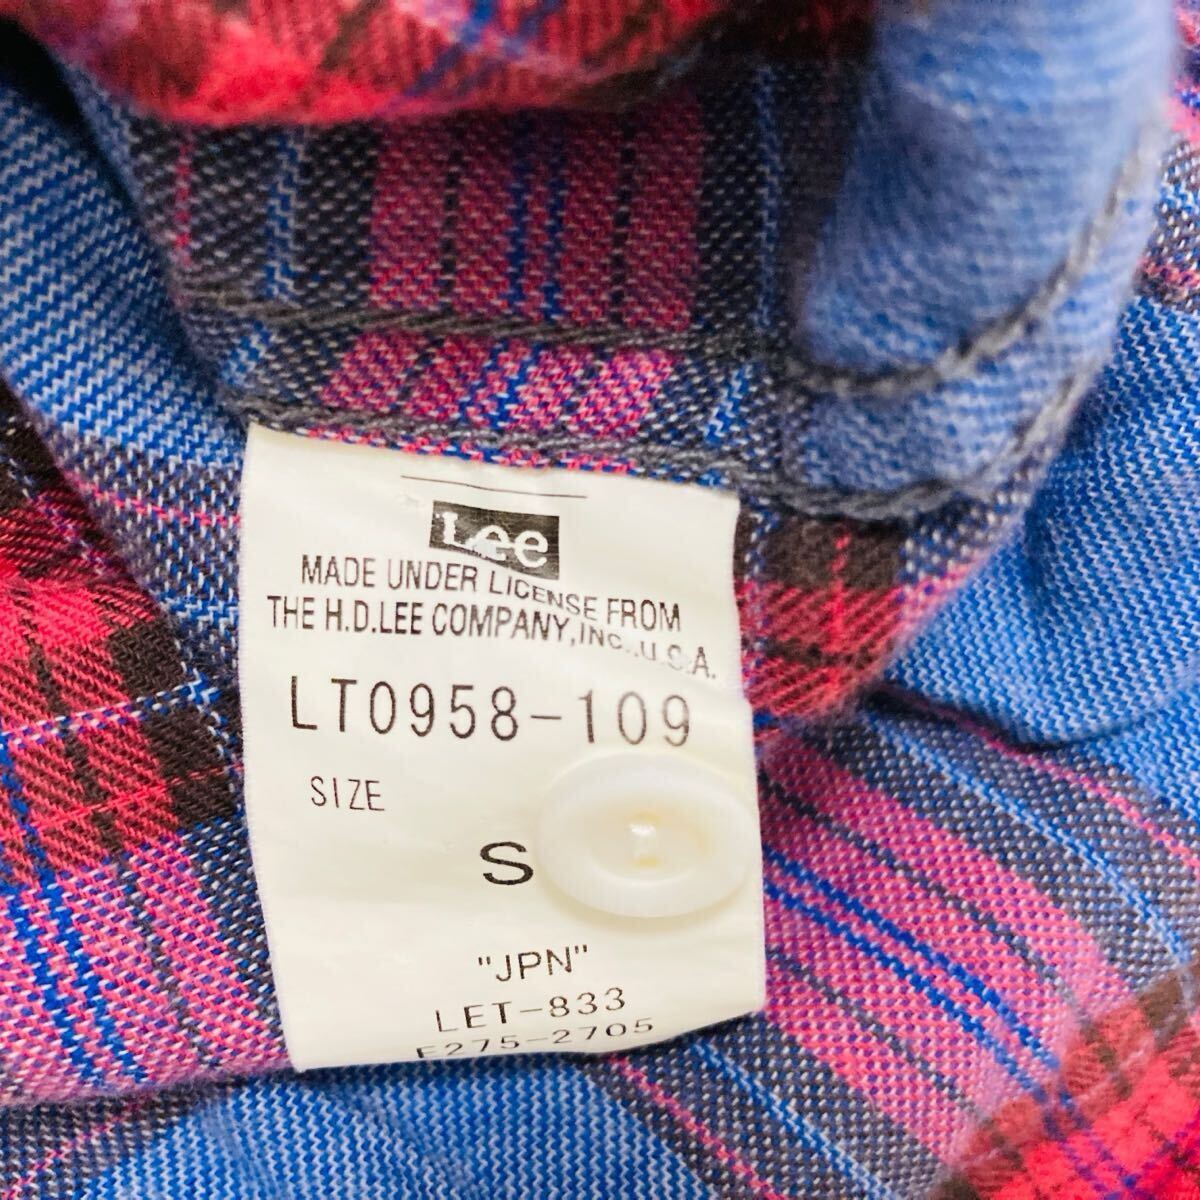 Lee
MADE UNDER LICENSE FROM
THE H.D.LEE COMPANY,INC.,U.S.A.
LT0958-109
SIZE
S
"JPN"
LET-833
E275-2705